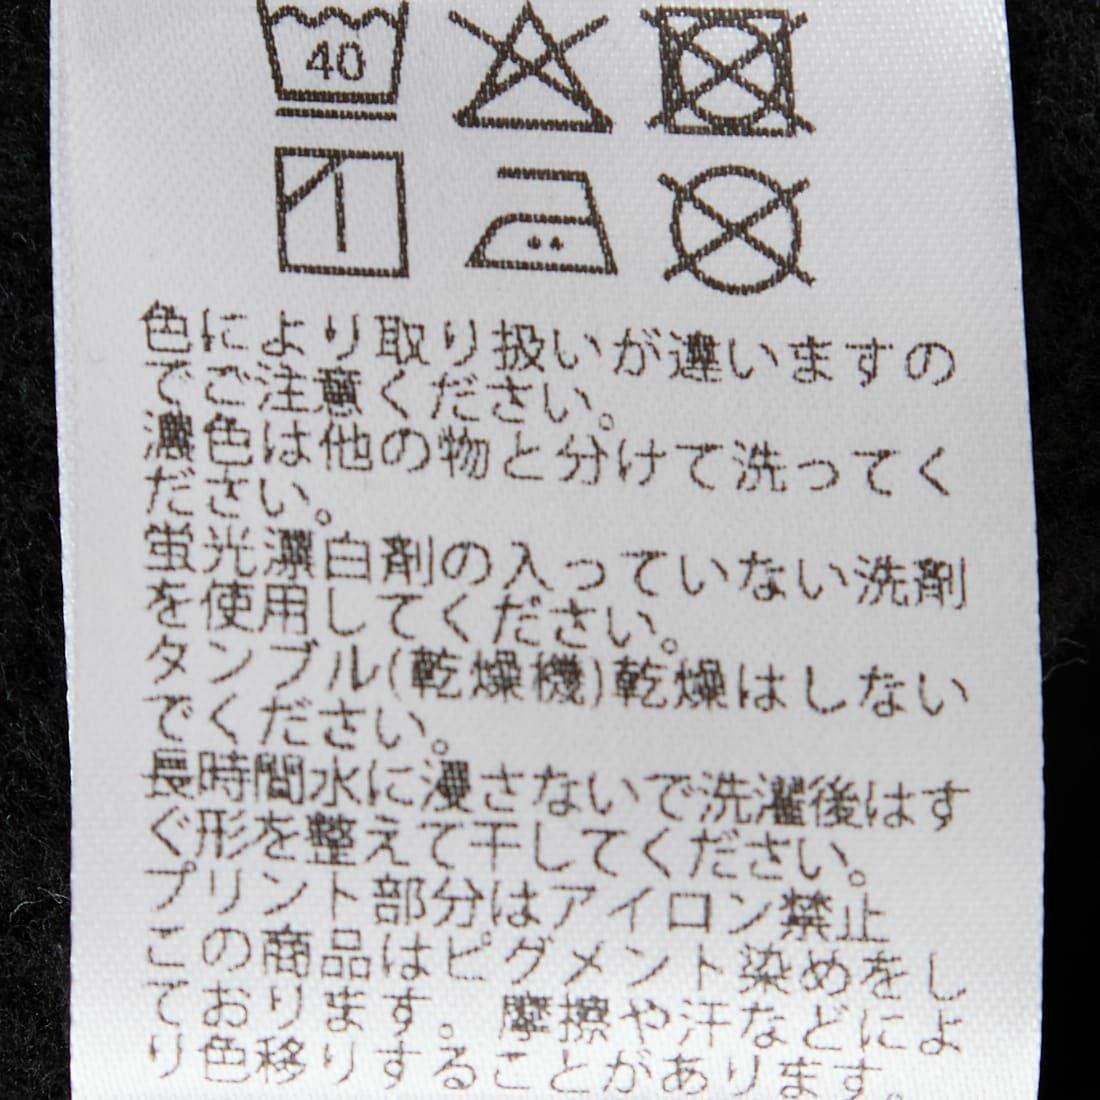 40
色により取り扱いが違いますの
でご注意ください。
濃色は他の物と分けて洗ってく
ださい。
蛍光漂白剤の入っていない洗剤
を使用してください。
タンブル(乾燥機)乾燥はしない
でください。
長時間水に浸さないで洗濯後はす
ぐ形を整えて干してください。
プリント部分はアイロン禁止
この商品はピグメント染めをし
ております。摩擦や汗などによ
り色移りすることがあります。